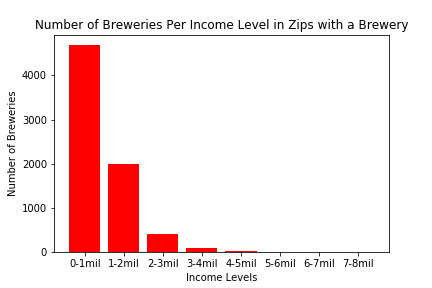 Number of Breweries Per Income Level in Zips with a Brewery
Number of Breweries
4000
3000
2000
1000
0
0-1mil 1-2mil 2-3mil 3-4mil 4-5mil 5-6mil 6-7mil 7-8mil
Income Levels